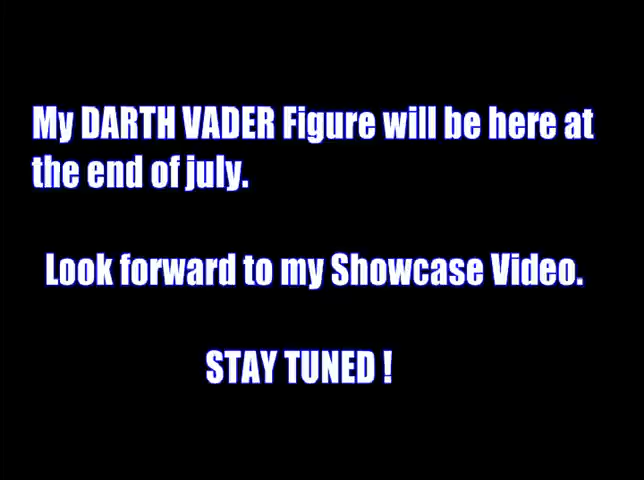 My DARTH VADER Figure will be here at
the end of july.
Look forward to my Showcase Video.
STAY TUNED !